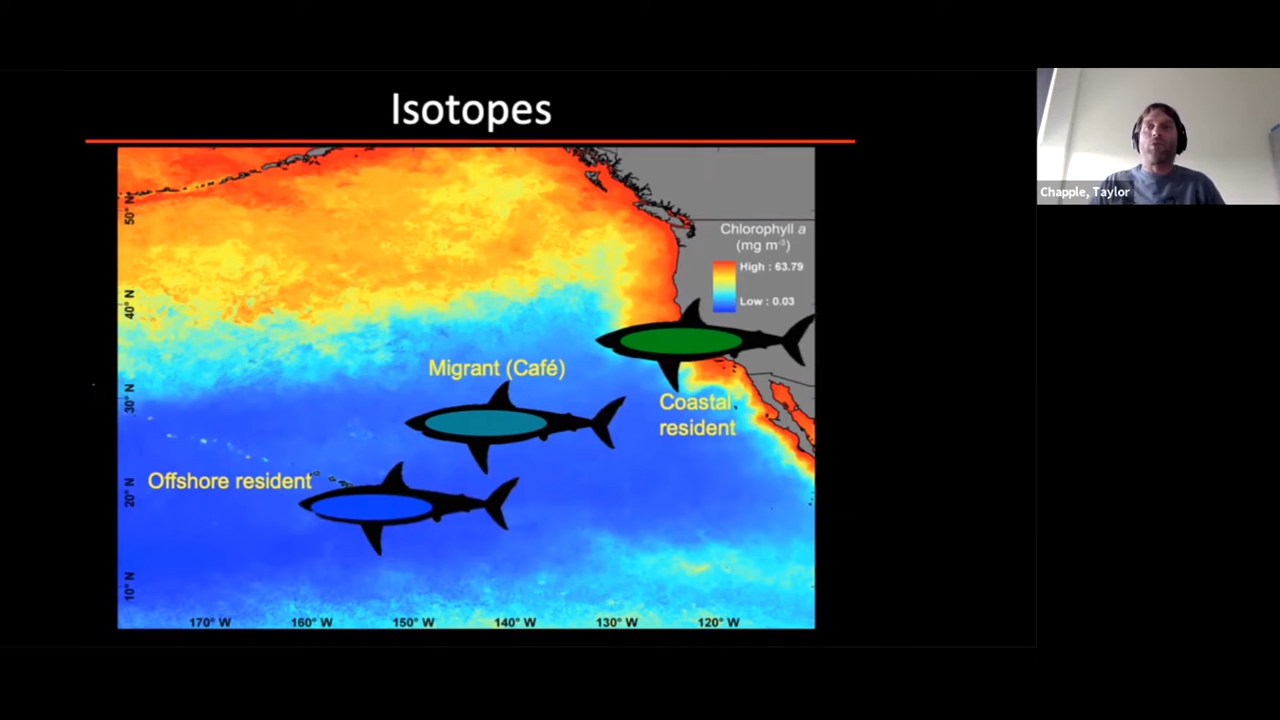 Isotopes
50° N
40° N
30° N
20° N
10° N
Chlorophyll a
(mg m⁻³)
High : 63.79
Low : 0.03
Migrant (Café)
Coastal
resident
Offshore resident
170° W
160° W
150° W
140° W
130° W
120° W
Chapple, Taylor